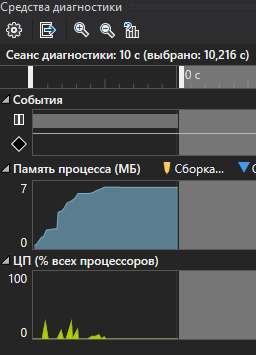 Средства диагностики
Сеанс диагностики: 10 с (выбрано: 10,216 с)
0 с
События
Память процесса (МБ)
Сборка...
7
0
ЦП (% всех процессоров)
100
0